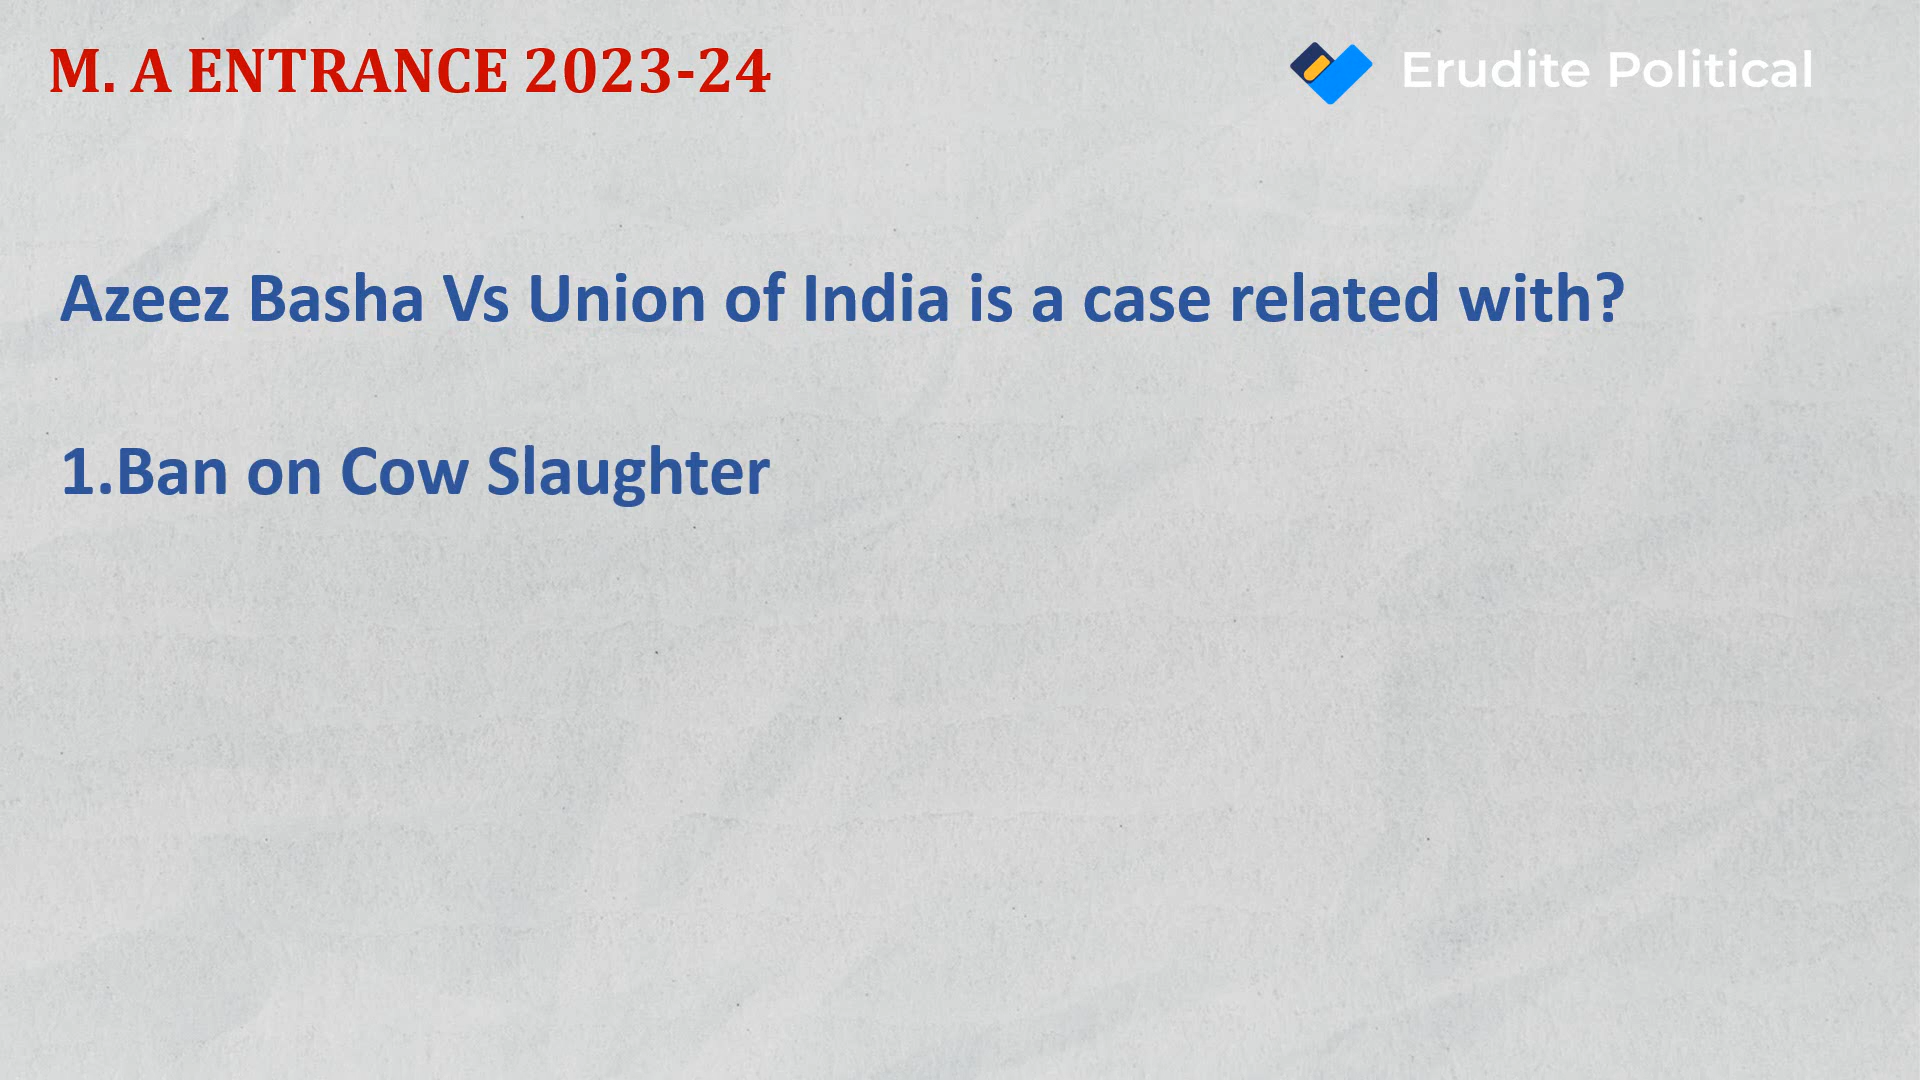 M. A ENTRANCE 2023-24
Erudite Political
Azeez Basha Vs Union of India is a case related with?
1.Ban on Cow Slaughter